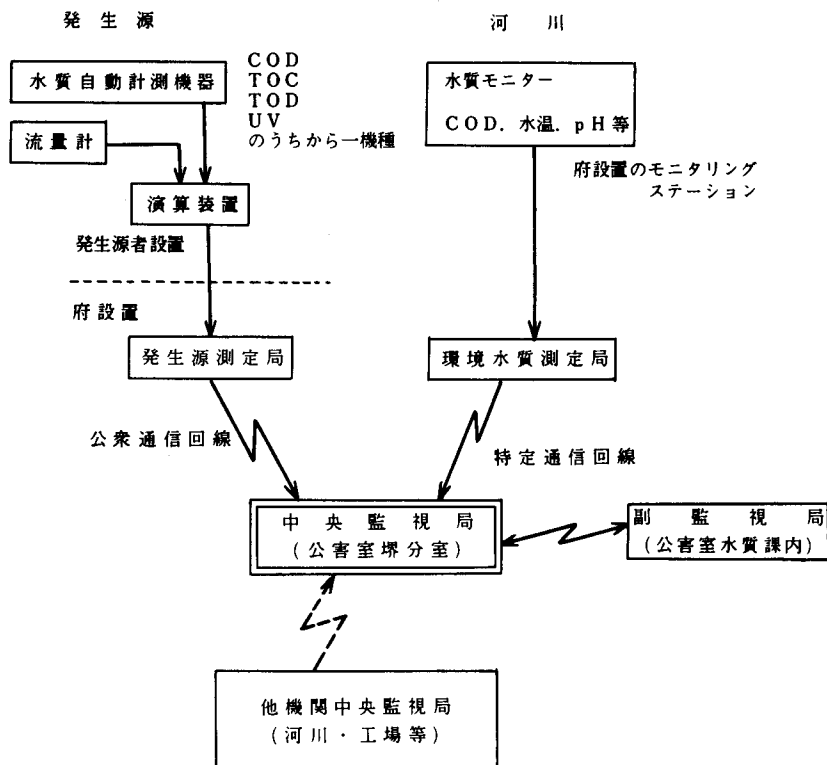 発生源
河川
水質自動計測機器
COD
TOC
TOD
UV
のうちから一機種
流量計
演算装置
発生源者設置
府設置
発生源測定局
公衆通信回線
水質モニター
COD．水温．pH等
府設置のモニタリング
ステーション
環境水質測定局
特定通信回線
中央監視局
(公害室堺分室)
副監視局
(公害室水質課内)
他機関中央監視局
(河川・工場等)